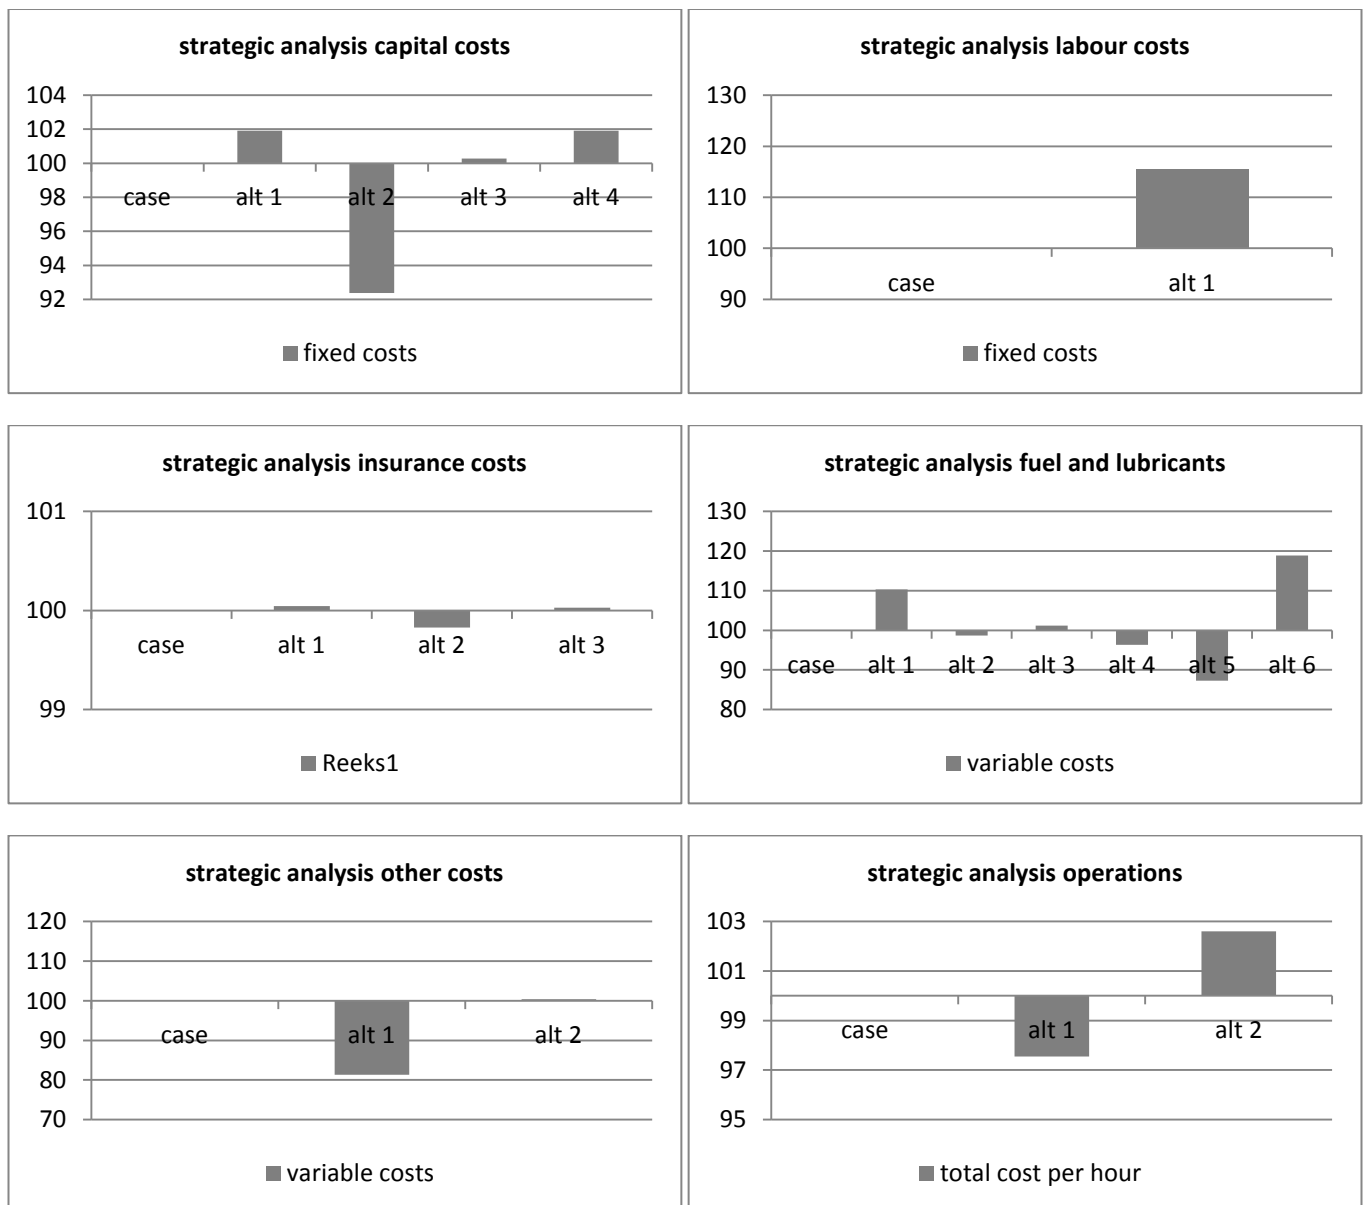 strategic analysis capital costs
104
102
100
98
96
94
92
case alt 1 alt 2 alt 3 alt 4
fixed costs
strategic analysis labour costs
130
120
110
100
90
case alt 1
fixed costs
strategic analysis insurance costs
101
100
99
case alt 1 alt 2 alt 3
Reeks1
strategic analysis fuel and lubricants
130
120
110
100
90
80
case alt 1 alt 2 alt 3 alt 4 alt 5 alt 6
variable costs
strategic analysis other costs
120
110
100
90
80
70
case alt 1 alt 2
variable costs
strategic analysis operations
103
101
99
97
95
case alt 1 alt 2
total cost per hour